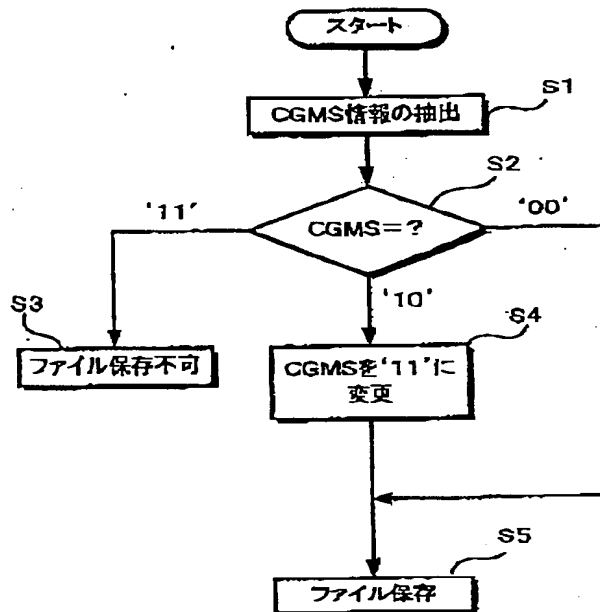 スタート
S1
CGMS情報の抽出
S2
'11'
CGMS=?
'00'
'10'
S3
ファイル保存不可
S4
CGMSを'11'に
変更
S5
ファイル保存